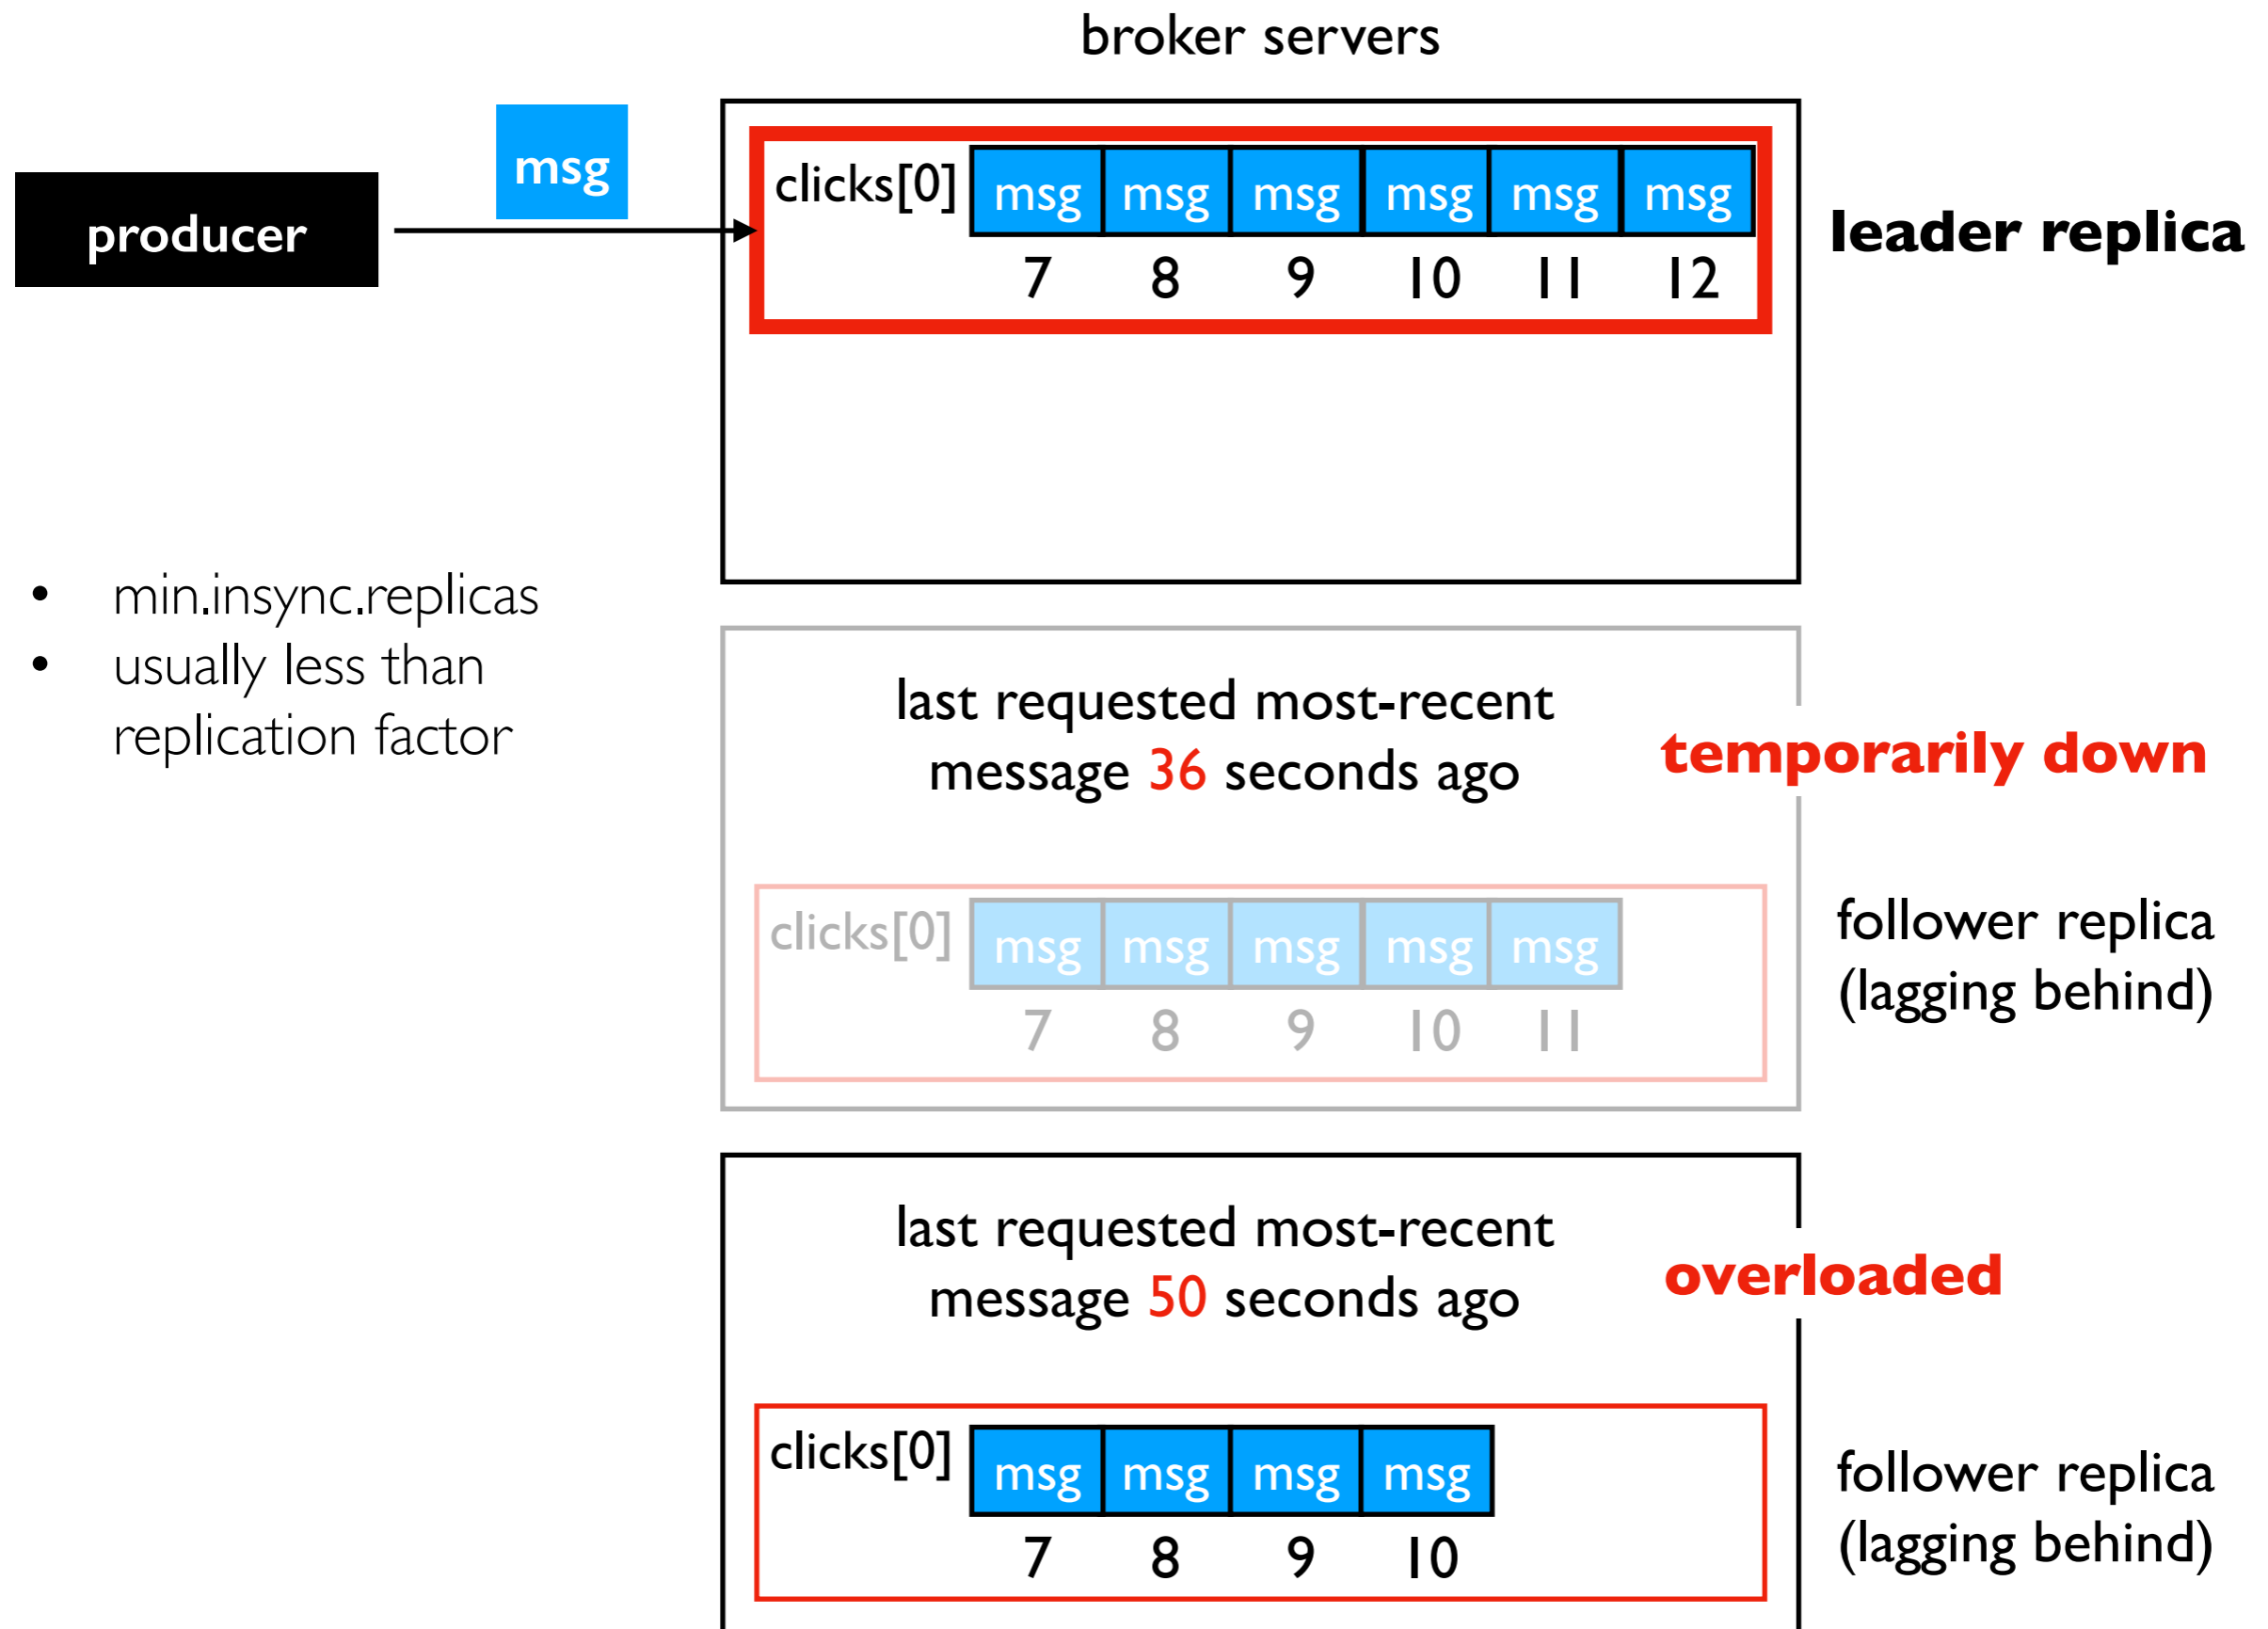 broker servers
msg
producer
clicks[0] msg msg msg msg msg msg
7 8 9 10 11 12
leader replica
• min.insync.replicas
• usually less than
replication factor
last requested most-recent
message 36 seconds ago
temporarily down
clicks[0] msg msg msg msg msg
7 8 9 10 11
follower replica
(lagging behind)
last requested most-recent
message 50 seconds ago
overloaded
clicks[0] msg msg msg msg
7 8 9 10
follower replica
(lagging behind)